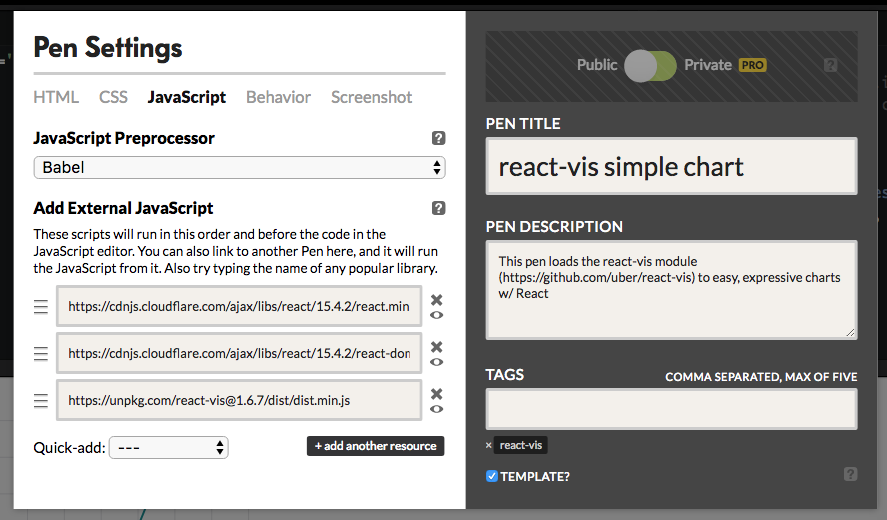 Pen Settings
HTML CSS JavaScript Behavior Screenshot
JavaScript Preprocessor ?
Babel
Add External JavaScript ?
These scripts will run in this order and before the code in the
JavaScript editor. You can also link to another Pen here, and it will run
the JavaScript from it. Also try typing the name of any popular library.
https://cdnjs.cloudflare.com/ajax/libs/react/15.4.2/react.min
https://cdnjs.cloudflare.com/ajax/libs/react/15.4.2/react-dor
https://unpkg.com/react-vis@1.6.7/dist/dist.min.js
Quick-add: ---
+ add another resource
Public Private PRO ?
PEN TITLE
react-vis simple chart
PEN DESCRIPTION
This pen loads the react-vis module
(https://github.com/uber/react-vis) to easy, expressive charts
w/ React
TAGS COMMA SEPARATED, MAX OF FIVE
× react-vis
TEMPLATE? ?